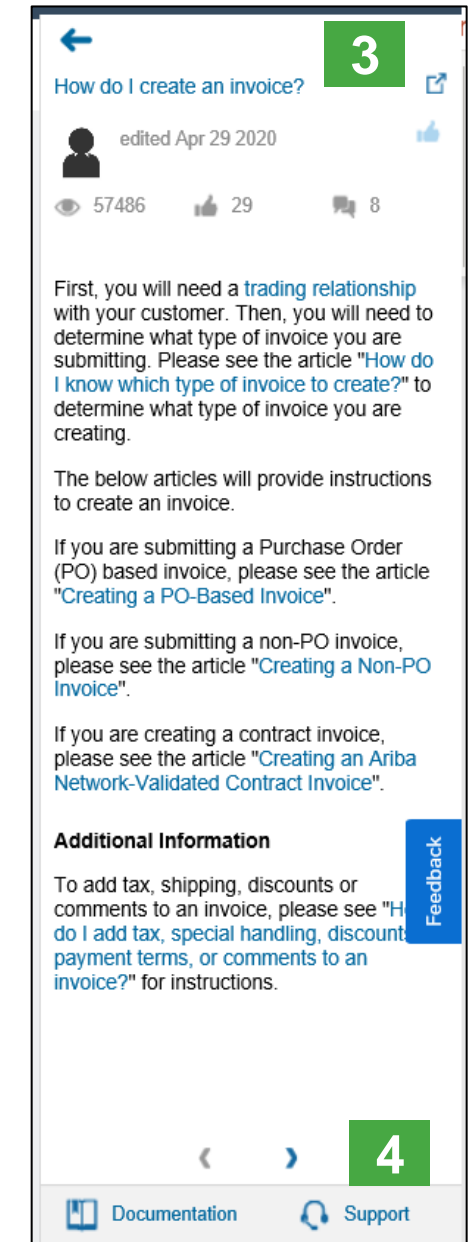 3
How do I create an invoice?
edited Apr 29 2020
57486 29 8
First, you will need a trading relationship
with your customer. Then, you will need to
determine what type of invoice you are
submitting. Please see the article "How do
I know which type of invoice to create?" to
determine what type of invoice you are
creating.
The below articles will provide instructions
to create an invoice.
If you are submitting a Purchase Order
(PO) based invoice, please see the article
"Creating a PO-Based Invoice".
If you are submitting a non-PO invoice,
please see the article "Creating a Non-PO
Invoice".
If you are creating a contract invoice,
please see the article "Creating an Ariba
Network-Validated Contract Invoice".
Additional Information
Feedback
To add tax, shipping, discounts or
comments to an invoice, please see "H
do I add tax, special handling, discount
payment terms, or comments to an
invoice?" for instructions.
4
Documentation Support